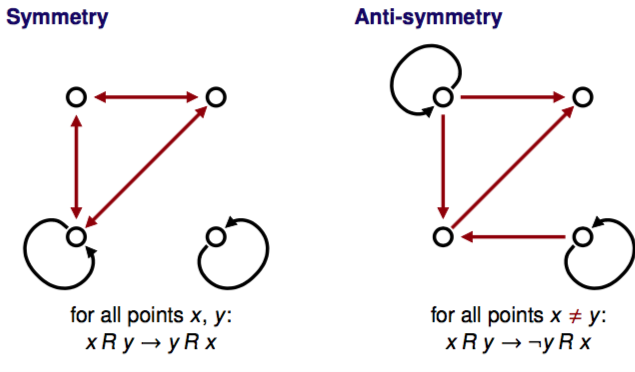 Symmetry
Anti-symmetry
for all points x, y:
x R y → y R x
for all points x ≠ y:
x R y → ¬y R x